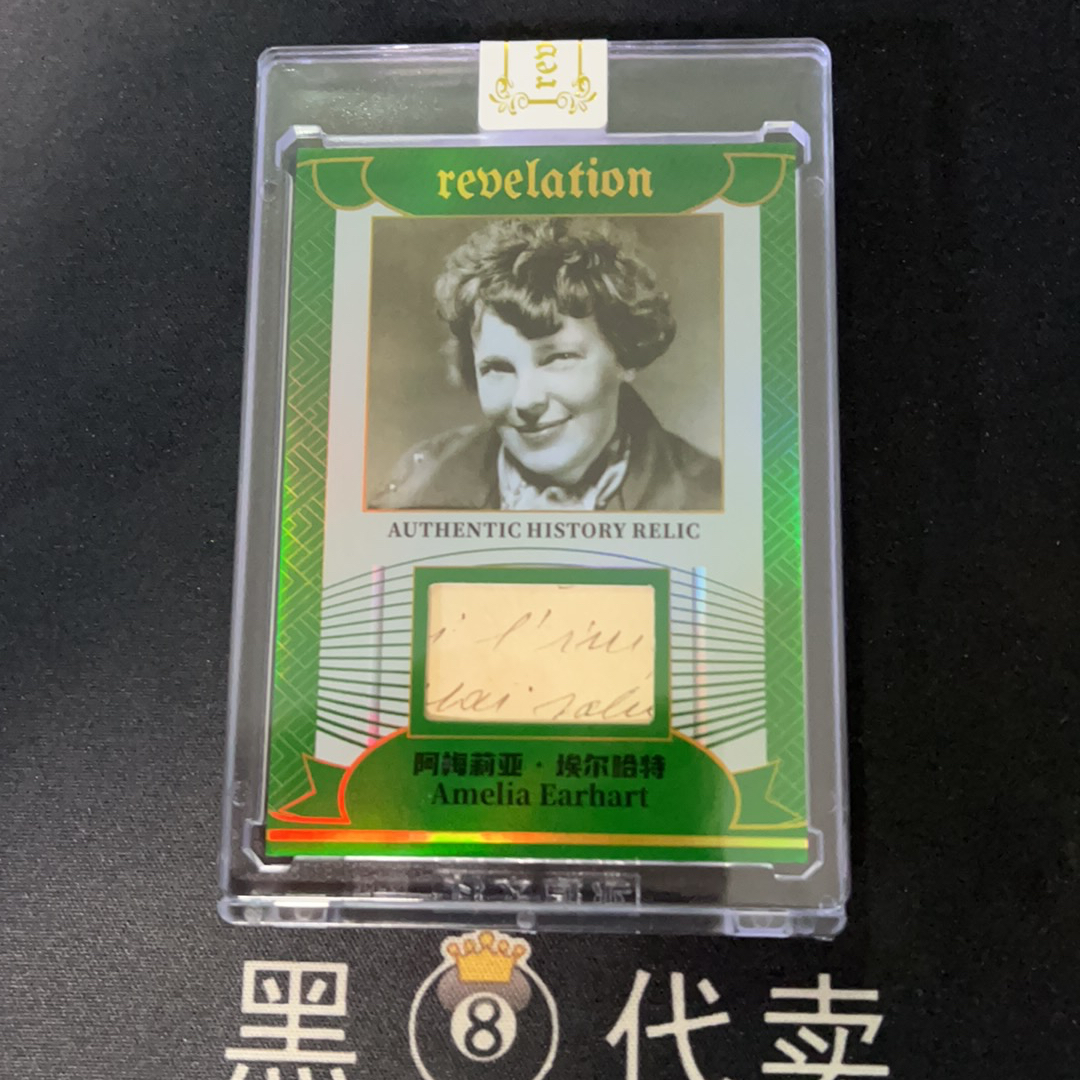 rev
revelation
AUTHENTIC HISTORY RELIC
i l'im
阿梅莉亚·埃尔哈特
Amelia Earhart
黑8代卖